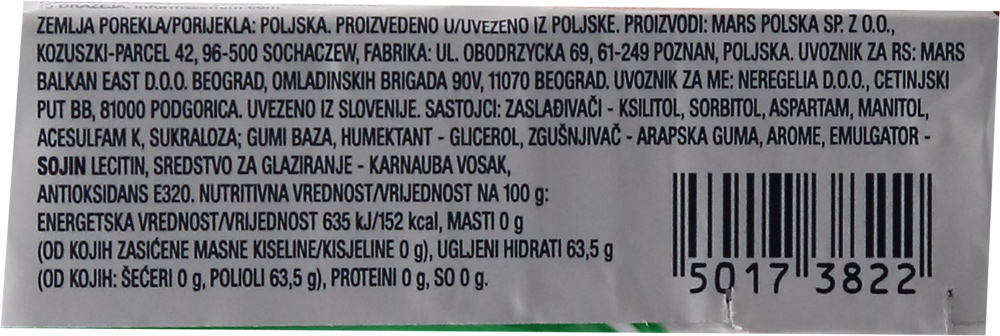 ZEMLJA POREKLA/PORIJEKLA: POLJSKA. PROIZVEDENO U/UVEZENO IZ POLJSKE. PROIZVODI: MARS POLSKA SP. Z O.O.,
KOZUSZKI-PARCEL 42, 96-500 SOCHACZEW, FABRIKA: UL. OBODRZYCKA 69, 61-249 POZNAN, POLJSKA. UVOZNIK ZA RS: MARS
BALKAN EAST D.O.O. BEOGRAD, OMLADINSKIH BRIGADA 90V, 11070 BEOGRAD. UVOZNIK ZA ME: NEREGELIA D.O.O., CETINJSKI
PUT BB, 81000 PODGORICA. UVEZENO IZ SLOVENIJE. SASTOJCI: ZASLAĐIVAČI - KSILITOL, SORBITOL, ASPARTAM, MANITOL,
ACESULFAM K, SUKRALOZA; GUMI BAZA, HUMEKTANT - GLICEROL, ZGUŠNJIVAČ - ARAPSKA GUMA, AROME, EMULGATOR -
SOJIN LECITIN, SREDSTVO ZA GLAZIRANJE - KARNAUBA VOSAK,
ANTIOKSIDANS E320. NUTRITIVNA VREDNOST/VRIJEDNOST NA 100 g:
ENERGETSKA VREDNOST/VRIJEDNOST 635 kJ/152 kcal, MASTI 0 g
(OD KOJIH ZASIĆENE MASNE KISELINE/KISJELINE 0 g), UGLJENI HIDRATI 63,5 g
(OD KOJIH: ŠEĆERI 0 g, POLIOLI 63,5 g), PROTEINI 0 g, SO 0 g.
5017 3822